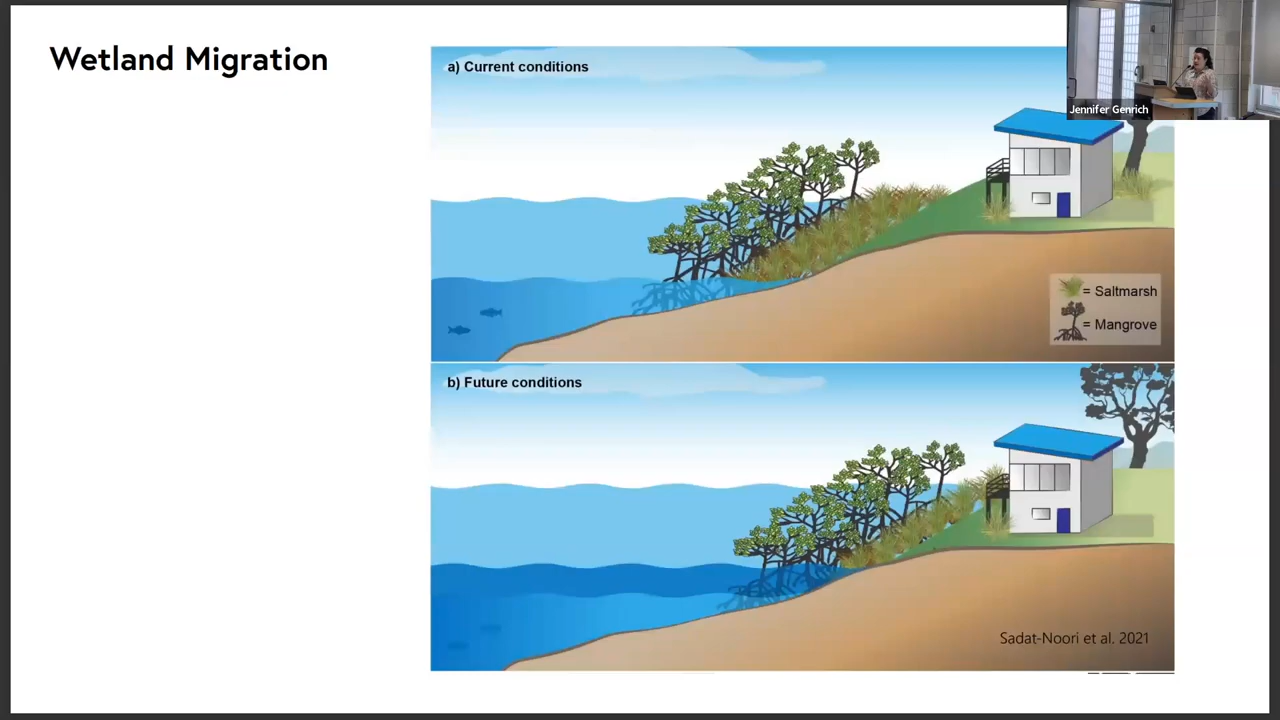 Wetland Migration
a) Current conditions
Jennifer Genrich
= Saltmarsh
= Mangrove
b) Future conditions
Sadat-Noori et al. 2021